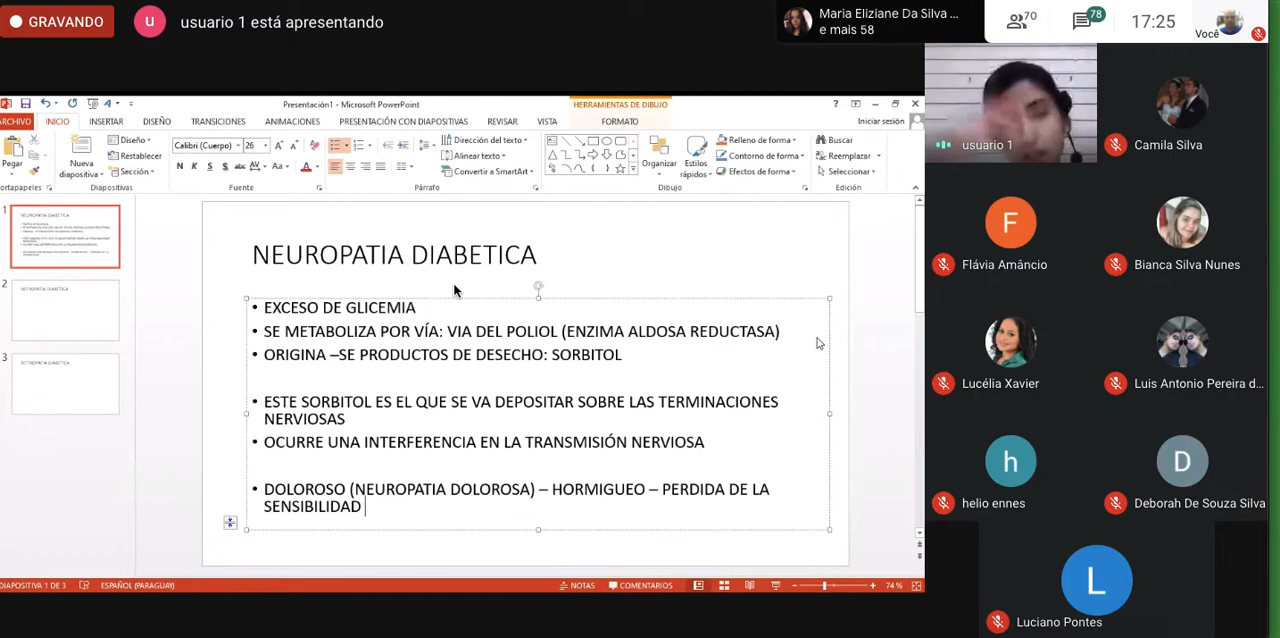 GRAVANDO
u
usuario 1 está apresentando
Maria Eliziane Da Silva ...
e mais 58
70
78
17:25
Você
Presentación1 - Microsoft PowerPoint
HERRAMIENTAS DE DIBUJO
ARCHIVO
INICIO
INSERTAR
DISEÑO
TRANSICIONES
ANIMACIONES
PRESENTACIÓN CON DIAPOSITIVAS
REVISAR
VISTA
FORMATO
Iniciar sesión
Pegar
Nueva
diapositiva
Diseño
Restablecer
Sección
Calibri (Cuerpo)
26
N K S S abc AV Aa A
Dirección del texto
Alinear texto
Convertir a SmartArt
Organizar
Estilos
rápidos
Relleno de forma
Contorno de forma
Efectos de forma
Buscar
Reemplazar
Seleccionar
ortapapeles
Diapositivas
Fuente
Párrafo
Dibujo
Edición
1
2
3
NEUROPATIA DIABETICA
• EXCESO DE GLICEMIA
• SE METABOLIZA POR VÍA: VIA DEL POLIOL (ENZIMA ALDOSA REDUCTASA)
• ORIGINA –SE PRODUCTOS DE DESECHO: SORBITOL
• ESTE SORBITOL ES EL QUE SE VA DEPOSITAR SOBRE LAS TERMINACIONES
NERVIOSAS
• OCURRE UNA INTERFERENCIA EN LA TRANSMISIÓN NERVIOSA
• DOLOROSO (NEUROPATIA DOLOROSA) – HORMIGUEO – PERDIDA DE LA
SENSIBILIDAD
DIAPOSITIVA 1 DE 3
ESPAÑOL (PARAGUAY)
NOTAS
COMENTARIOS
74 %
usuario 1
Camila Silva
F
Flávia Amâncio
Bianca Silva Nunes
Lucélia Xavier
Luis Antonio Pereira d...
h
helio ennes
D
Deborah De Souza Silva
L
Luciano Pontes